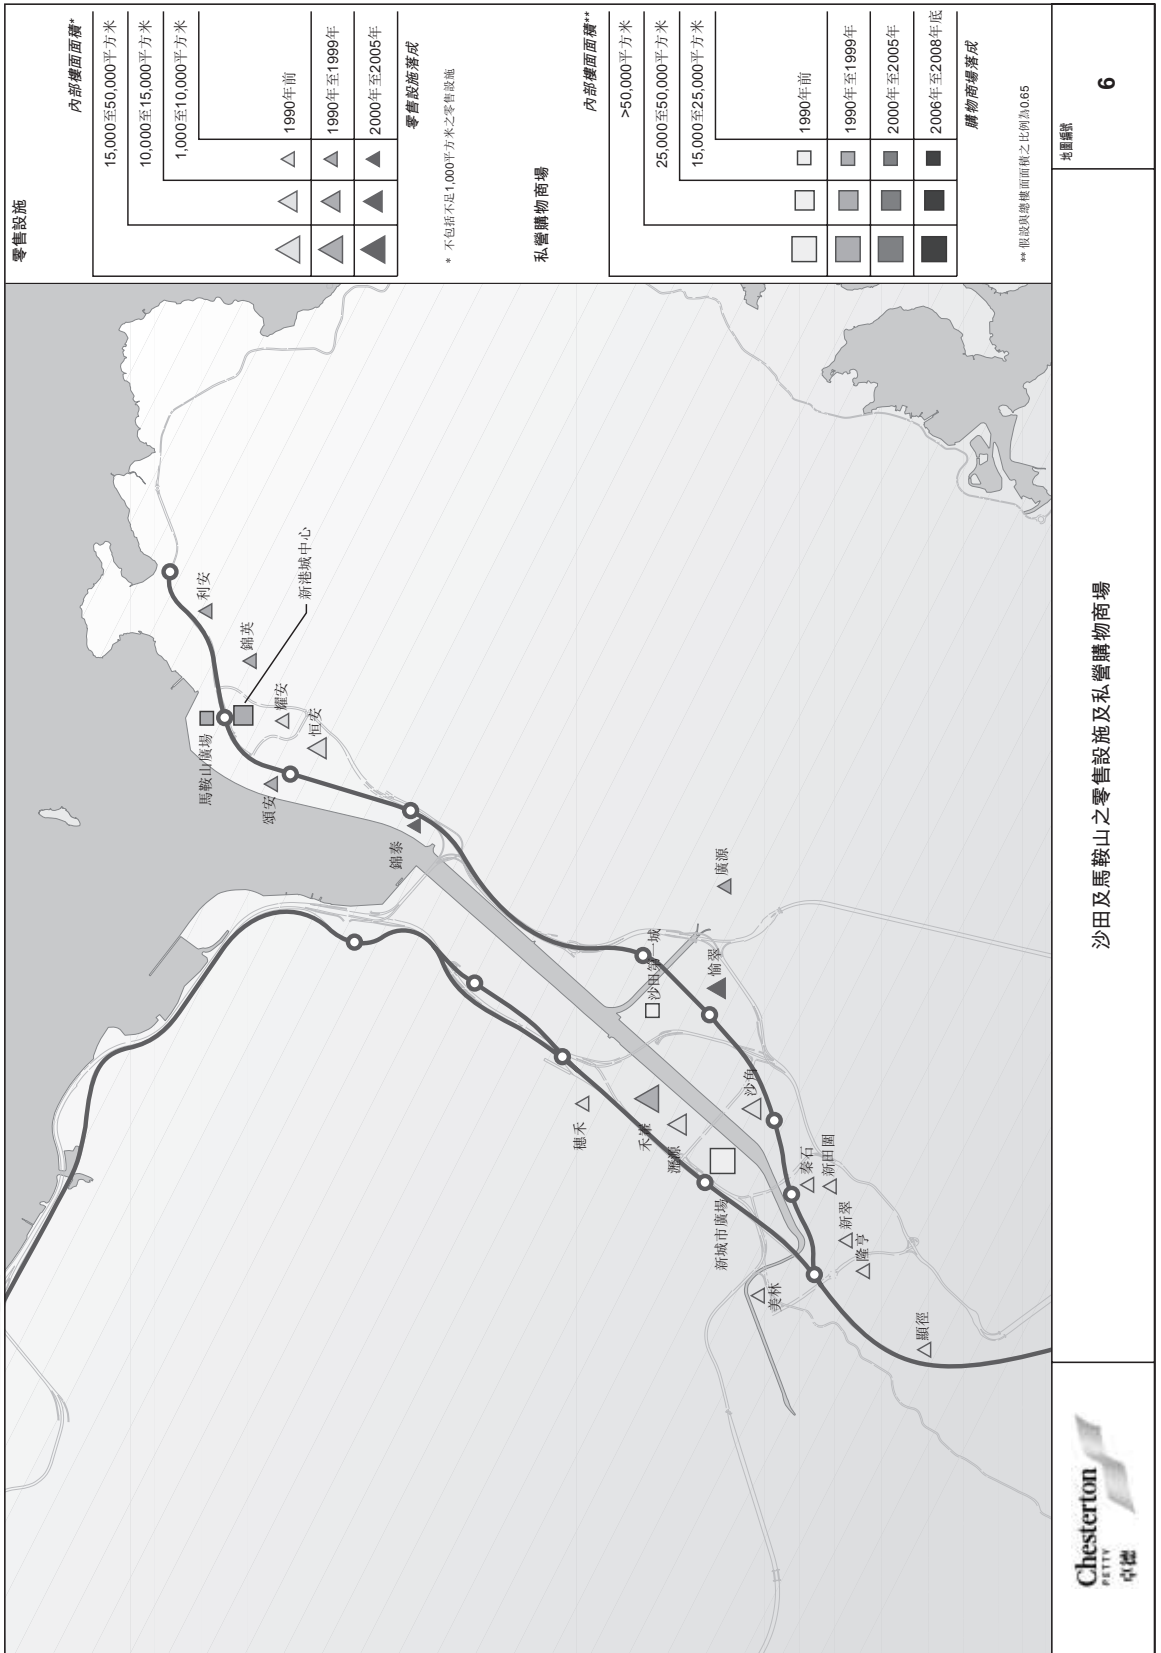 零售設施
內部樓面面積*
15,000至50,000平方米
10,000至15,000平方米
1,000至10,000平方米
1990年前
1990年至1999年
2000年至2005年
零售設施落成
* 不包括不足1,000平方米之零售設施
私營購物商場
內部樓面面積**
>50,000平方米
25,000至50,000平方米
15,000至25,000平方米
1990年前
1990年至1999年
2000年至2005年
2006年至2008年底
購物商場落成
** 假設與總樓面面積之比例為0.65
利安
錦英
新港城中心
馬鞍山廣場
耀安
恒安
頌安
錦泰
廣源
沙田第一城
愉翠
穗禾
禾輋
瀝源
沙角
新城市廣場
秦石
新田圍
新翠
隆亨
美林
顯徑
地圖編號
6
沙田及馬鞍山之零售設施及私營購物商場
Chesterton
PETTY
卓德